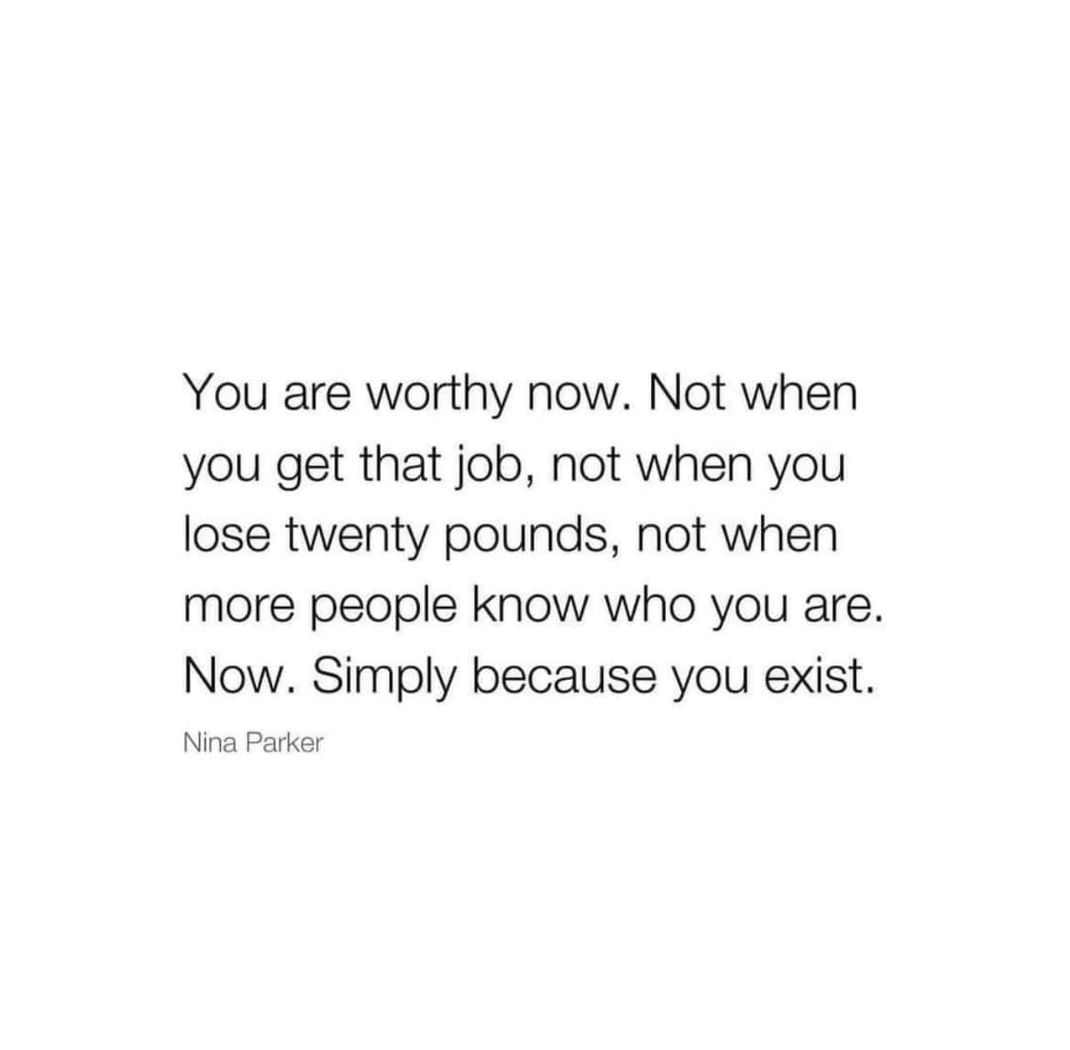 You are worthy now. Not when
you get that job, not when you
lose twenty pounds, not when
more people know who you are.
Now. Simply because you exist.
Nina Parker